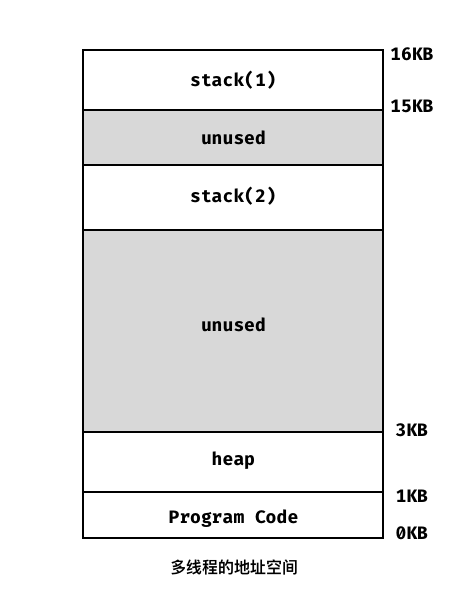 16KB
stack(1)
15KB
unused
stack(2)
unused
3KB
heap
1KB
Program Code
0KB
多线程的地址空间